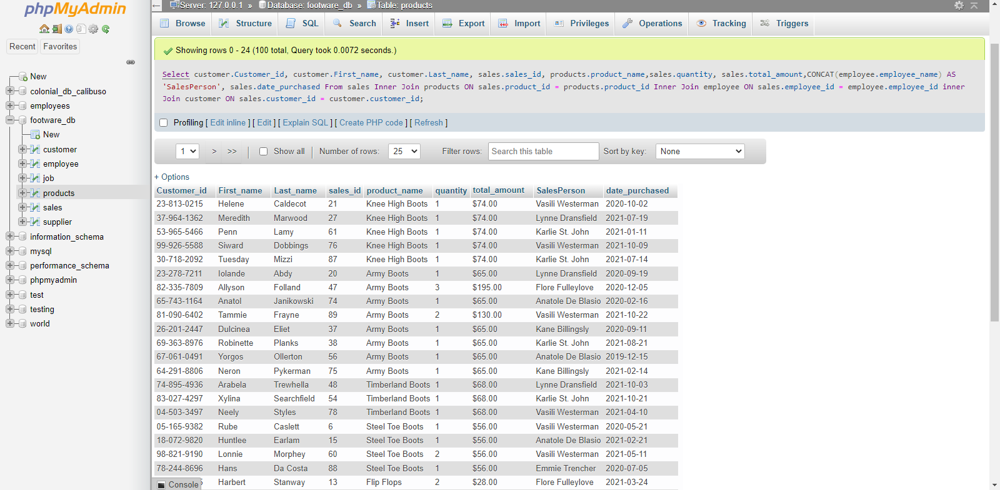 phpMyAdmin
Recent Favorites
New
colonial_db_calibuso
employees
footware_db
New
customer
employee
job
products
sales
supplier
information_schema
mysql
performance_schema
phpmyadmin
test
testing
world
Server: 127.0.0.1 » Database: footware_db » Table: products
Browse Structure SQL Search Insert Export Import Privileges Operations Tracking Triggers
Showing rows 0 - 24 (100 total, Query took 0.0072 seconds.)
Select customer.Customer_id, customer.First_name, customer.Last_name, sales.sales_id, products.product_name,sales.quantity, sales.total_amount,CONCAT(employee.employee_name) AS
'SalesPerson', sales.date_purchased From sales Inner Join products ON sales.product_id = products.product_id Inner Join employee ON sales.employee_id = employee.employee_id inner
Join customer ON sales.customer_id = customer.customer_id;
Profiling [ Edit inline ] [ Edit ] [ Explain SQL ] [ Create PHP code ] [ Refresh ]
1 > >> | Show all | Number of rows: 25 Filter rows: Search this table Sort by key: None
+ Options
Customer_id First_name Last_name sales_id product_name quantity total_amount SalesPerson date_purchased
23-813-0215 Helene Caldecot 21 Knee High Boots 1 $74.00 Vasili Westerman 2020-10-02
37-964-1362 Meredith Marwood 27 Knee High Boots 1 $74.00 Lynne Dransfield 2021-07-19
53-965-5466 Penn Lamy 61 Knee High Boots 1 $74.00 Karlie St. John 2021-01-11
99-926-5588 Siward Dobbings 76 Knee High Boots 1 $74.00 Vasili Westerman 2021-10-09
30-718-2092 Tuesday Mizzi 87 Knee High Boots 1 $74.00 Karlie St. John 2021-07-14
23-278-7211 Iolande Abdy 20 Army Boots 1 $65.00 Lynne Dransfield 2020-09-19
82-335-7809 Allyson Folland 47 Army Boots 3 $195.00 Flore Fulleylove 2020-12-05
65-743-1164 Anatol Janikowski 74 Army Boots 1 $65.00 Anatole De Blasio 2020-02-16
81-090-6402 Tammie Frayne 89 Army Boots 2 $130.00 Vasili Westerman 2021-10-22
26-201-2447 Dulcinea Eliet 37 Army Boots 1 $65.00 Kane Billingsly 2020-09-11
69-363-8976 Robinette Planks 38 Army Boots 1 $65.00 Karlie St. John 2021-08-21
67-061-0491 Yorgos Ollerton 56 Army Boots 1 $65.00 Anatole De Blasio 2019-12-15
64-291-8806 Neron Pykerman 75 Army Boots 1 $65.00 Kane Billingsly 2021-02-14
74-895-4936 Arabela Trewhella 48 Timberland Boots 1 $68.00 Lynne Dransfield 2021-10-03
83-027-4297 Xylina Searchfield 54 Timberland Boots 1 $68.00 Karlie St. John 2021-10-21
04-503-3497 Neely Styles 78 Timberland Boots 1 $68.00 Vasili Westerman 2021-04-10
05-165-9382 Rube Caslett 6 Steel Toe Boots 1 $56.00 Vasili Westerman 2020-05-21
18-072-9820 Huntlee Earlam 15 Steel Toe Boots 1 $56.00 Anatole De Blasio 2021-02-21
98-821-9190 Lonnie Morphey 60 Steel Toe Boots 2 $56.00 Vasili Westerman 2021-05-11
78-244-8696 Hans Da Costa 88 Steel Toe Boots 1 $56.00 Emmie Trencher 2020-07-05
Harbert Stanway 13 Flip Flops 2 $28.00 Flore Fulleylove 2021-03-24
Console